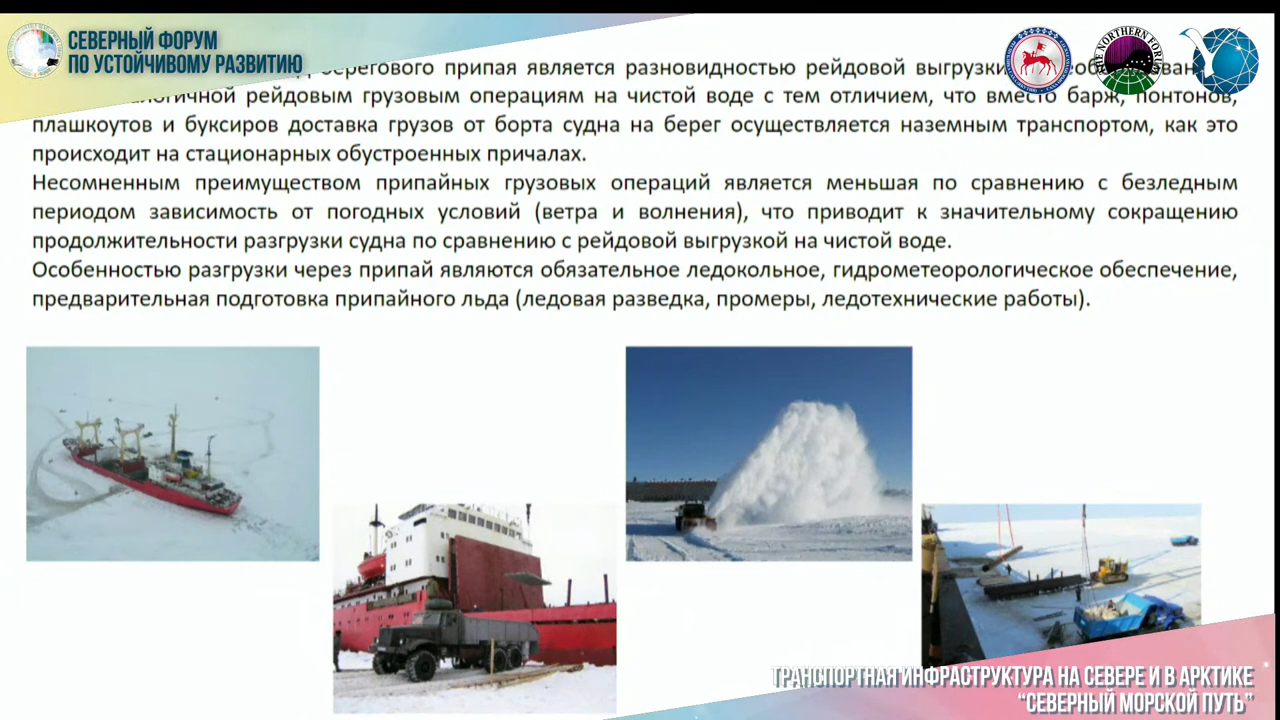 СЕВЕРНЫЙ ФОРУМ
ПО УСТОЙЧИВОМУ РАЗВИТИЮ
THE NORTHERN FORUM
берегового припая является разновидностью рейдовой выгрузки
рейдовым грузовым операциям на чистой воде с тем отличием, что вместо барж, понтонов,
плашкоутов и буксиров доставка грузов от борта судна на берег осуществляется наземным транспортом, как это
происходит на стационарных обустроенных причалах.
Несомненным преимуществом припайных грузовых операций является меньшая по сравнению с безледным
периодом зависимость от погодных условий (ветра и волнения), что приводит к значительному сокращению
продолжительности разгрузки судна по сравнению с рейдовой выгрузкой на чистой воде.
Особенностью разгрузки через припай являются обязательное ледокольное, гидрометеорологическое обеспечение,
предварительная подготовка припайного льда (ледовая разведка, промеры, ледотехнические работы).
ТРАНСПОРТНАЯ ИНФРАСТРУКТУРА НА СЕВЕРЕ И В АРКТИКЕ
“СЕВЕРНЫЙ МОРСКОЙ ПУТЬ”